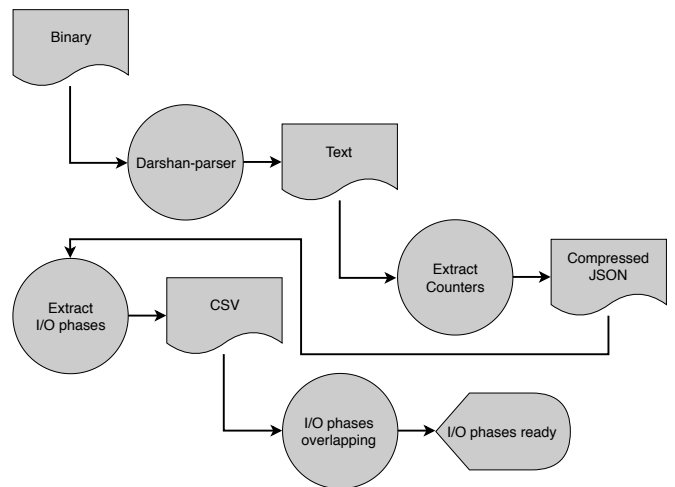 Binary
Darshan-parser
Text
Extract
Counters
Compressed
JSON
Extract
I/O phases
CSV
I/O phases
overlapping
I/O phases ready